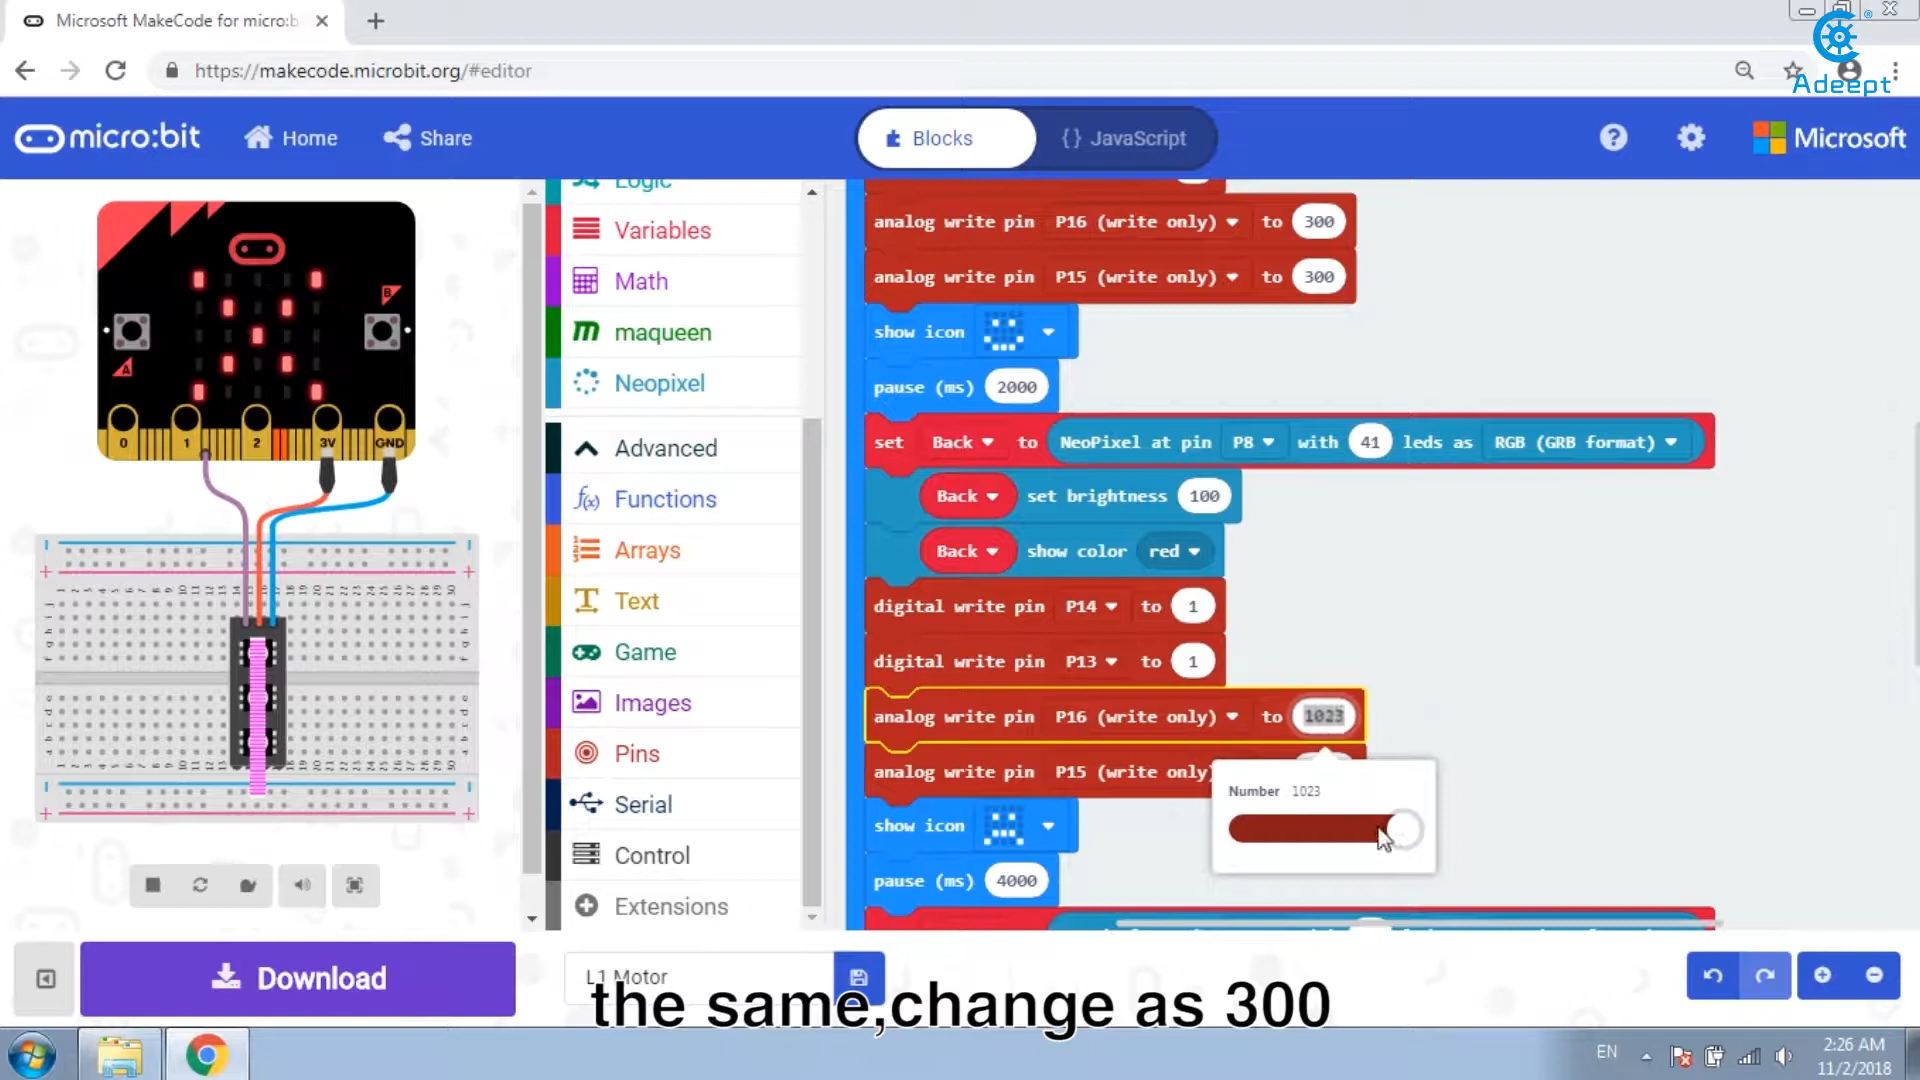 Microsoft MakeCode for micro:b
Adeept
https://makecode.microbit.org/#editor
micro:bit
Home
Share
Blocks
{} JavaScript
Microsoft
B
A
0
1
2
3V
GND
Logic
Variables
Math
maqueen
Neopixel
Advanced
Functions
Arrays
Text
Game
Images
Pins
Serial
Control
Extensions
analog write pin P16 (write only) to 300
analog write pin P15 (write only) to 300
show icon
pause (ms) 2000
set Back to NeoPixel at pin P8 with 41 leds as RGB (GRB format)
Back set brightness 100
Back show color red
digital write pin P14 to 1
digital write pin P13 to 1
analog write pin P16 (write only) to 1023
analog write pin P15 (write only)
Number 1023
show icon
pause (ms) 4000
Download
L1 Motor
the same,change as 300
EN
2:26 AM
11/2/2018